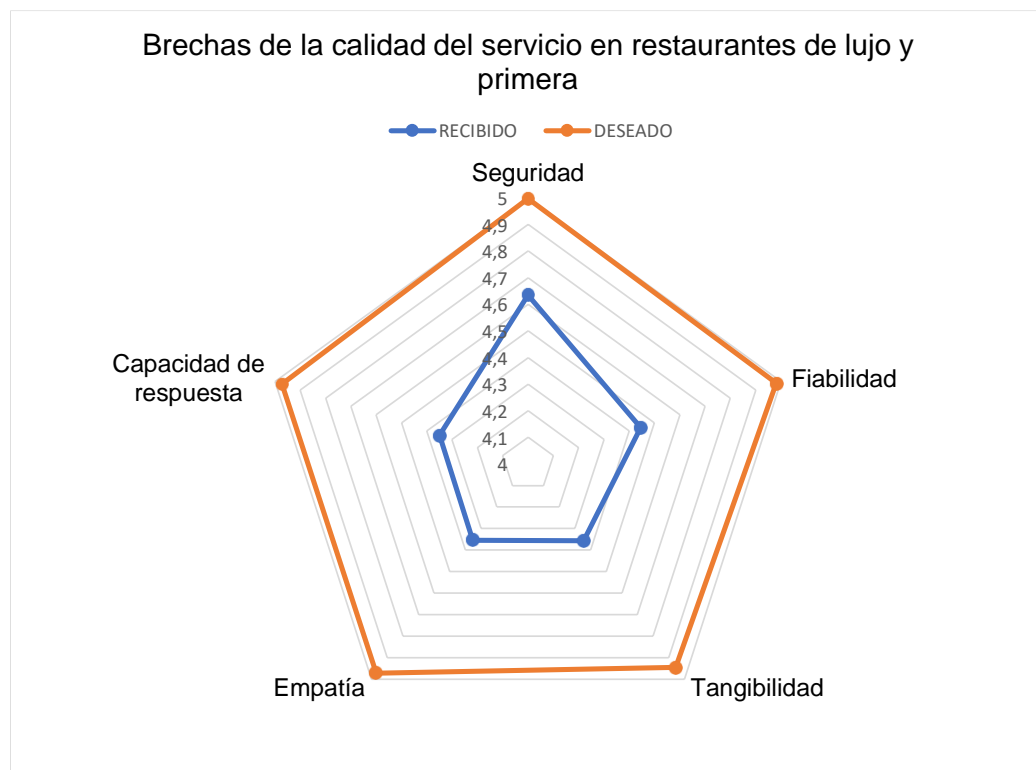 Brechas de la calidad del servicio en restaurantes de lujo y
primera
RECIBIDO DESEADO
Seguridad
5
4,9
4,8
4,7
4,6
4,5
4,4
4,3
4,2
4,1
4
Fiabilidad
Tangibilidad
Empatía
Capacidad de
respuesta